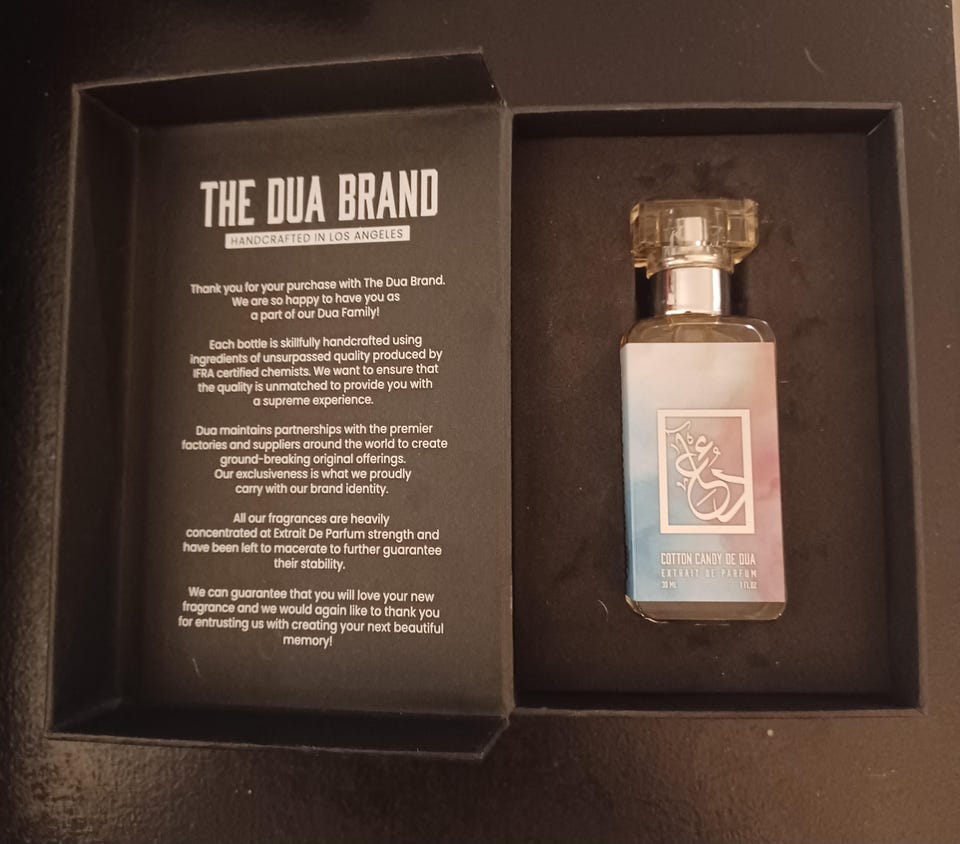 THE DUA BRAND
HANDCRAFTED IN LOS ANGELES
Thank you for your purchase with The Dua Brand.
We are so happy to have you as
a part of our Dua Family!
Each bottle is skillfully handcrafted using
ingredients of unsurpassed quality produced by
IFRA certified chemists. We want to ensure that
the quality is unmatched to provide you with
a supreme experience.
Dua maintains partnerships with the premier
factories and suppliers around the world to create
ground-breaking original offerings.
Our exclusiveness is what we proudly
carry with our brand identity.
All our fragrances are heavily
concentrated at Extrait De Parfum strength and
have been left to macerate to further guarantee
their stability.
We can guarantee that you will love your new
fragrance and we would again like to thank you
for entrusting us with creating your next beautiful
memory!
COTTON CANDY DE DUA
EXTRAIT DE PARFUM
30 ML 1 FL.OZ